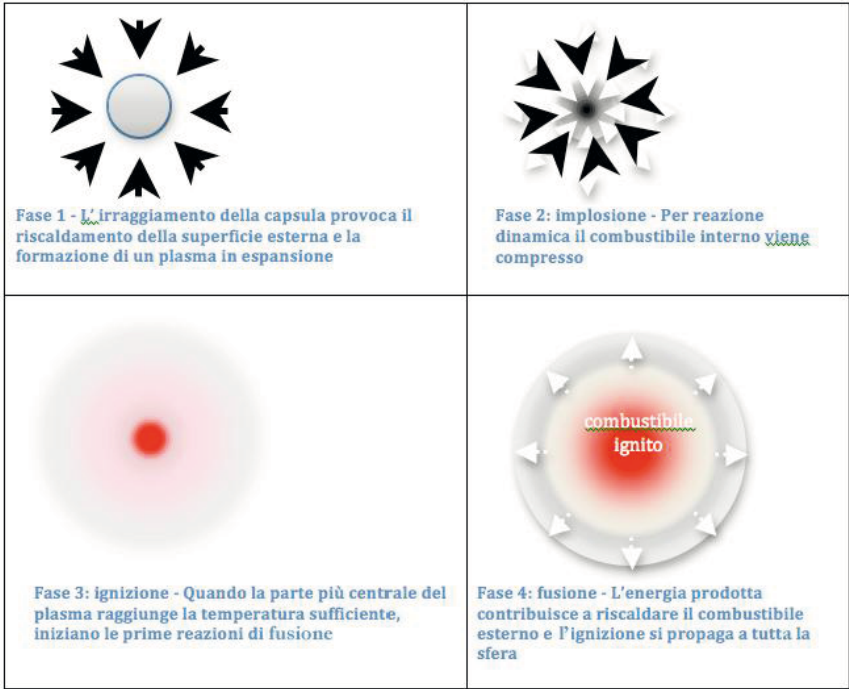 Fase 1 - L' irraggiamento della capsula provoca il
riscaldamento della superficie esterna e la
formazione di un plasma in espansione
Fase 2: implosione - Per reazione
dinamica il combustibile interno viene
compresso
combustibile
ignito
Fase 3: ignizione - Quando la parte più centrale del
plasma raggiunge la temperatura sufficiente,
iniziano le prime reazioni di fusione
Fase 4: fusione - L'energia prodotta
contribuisce a riscaldare il combustibile
esterno e l'ignizione si propaga a tutta la
sfera